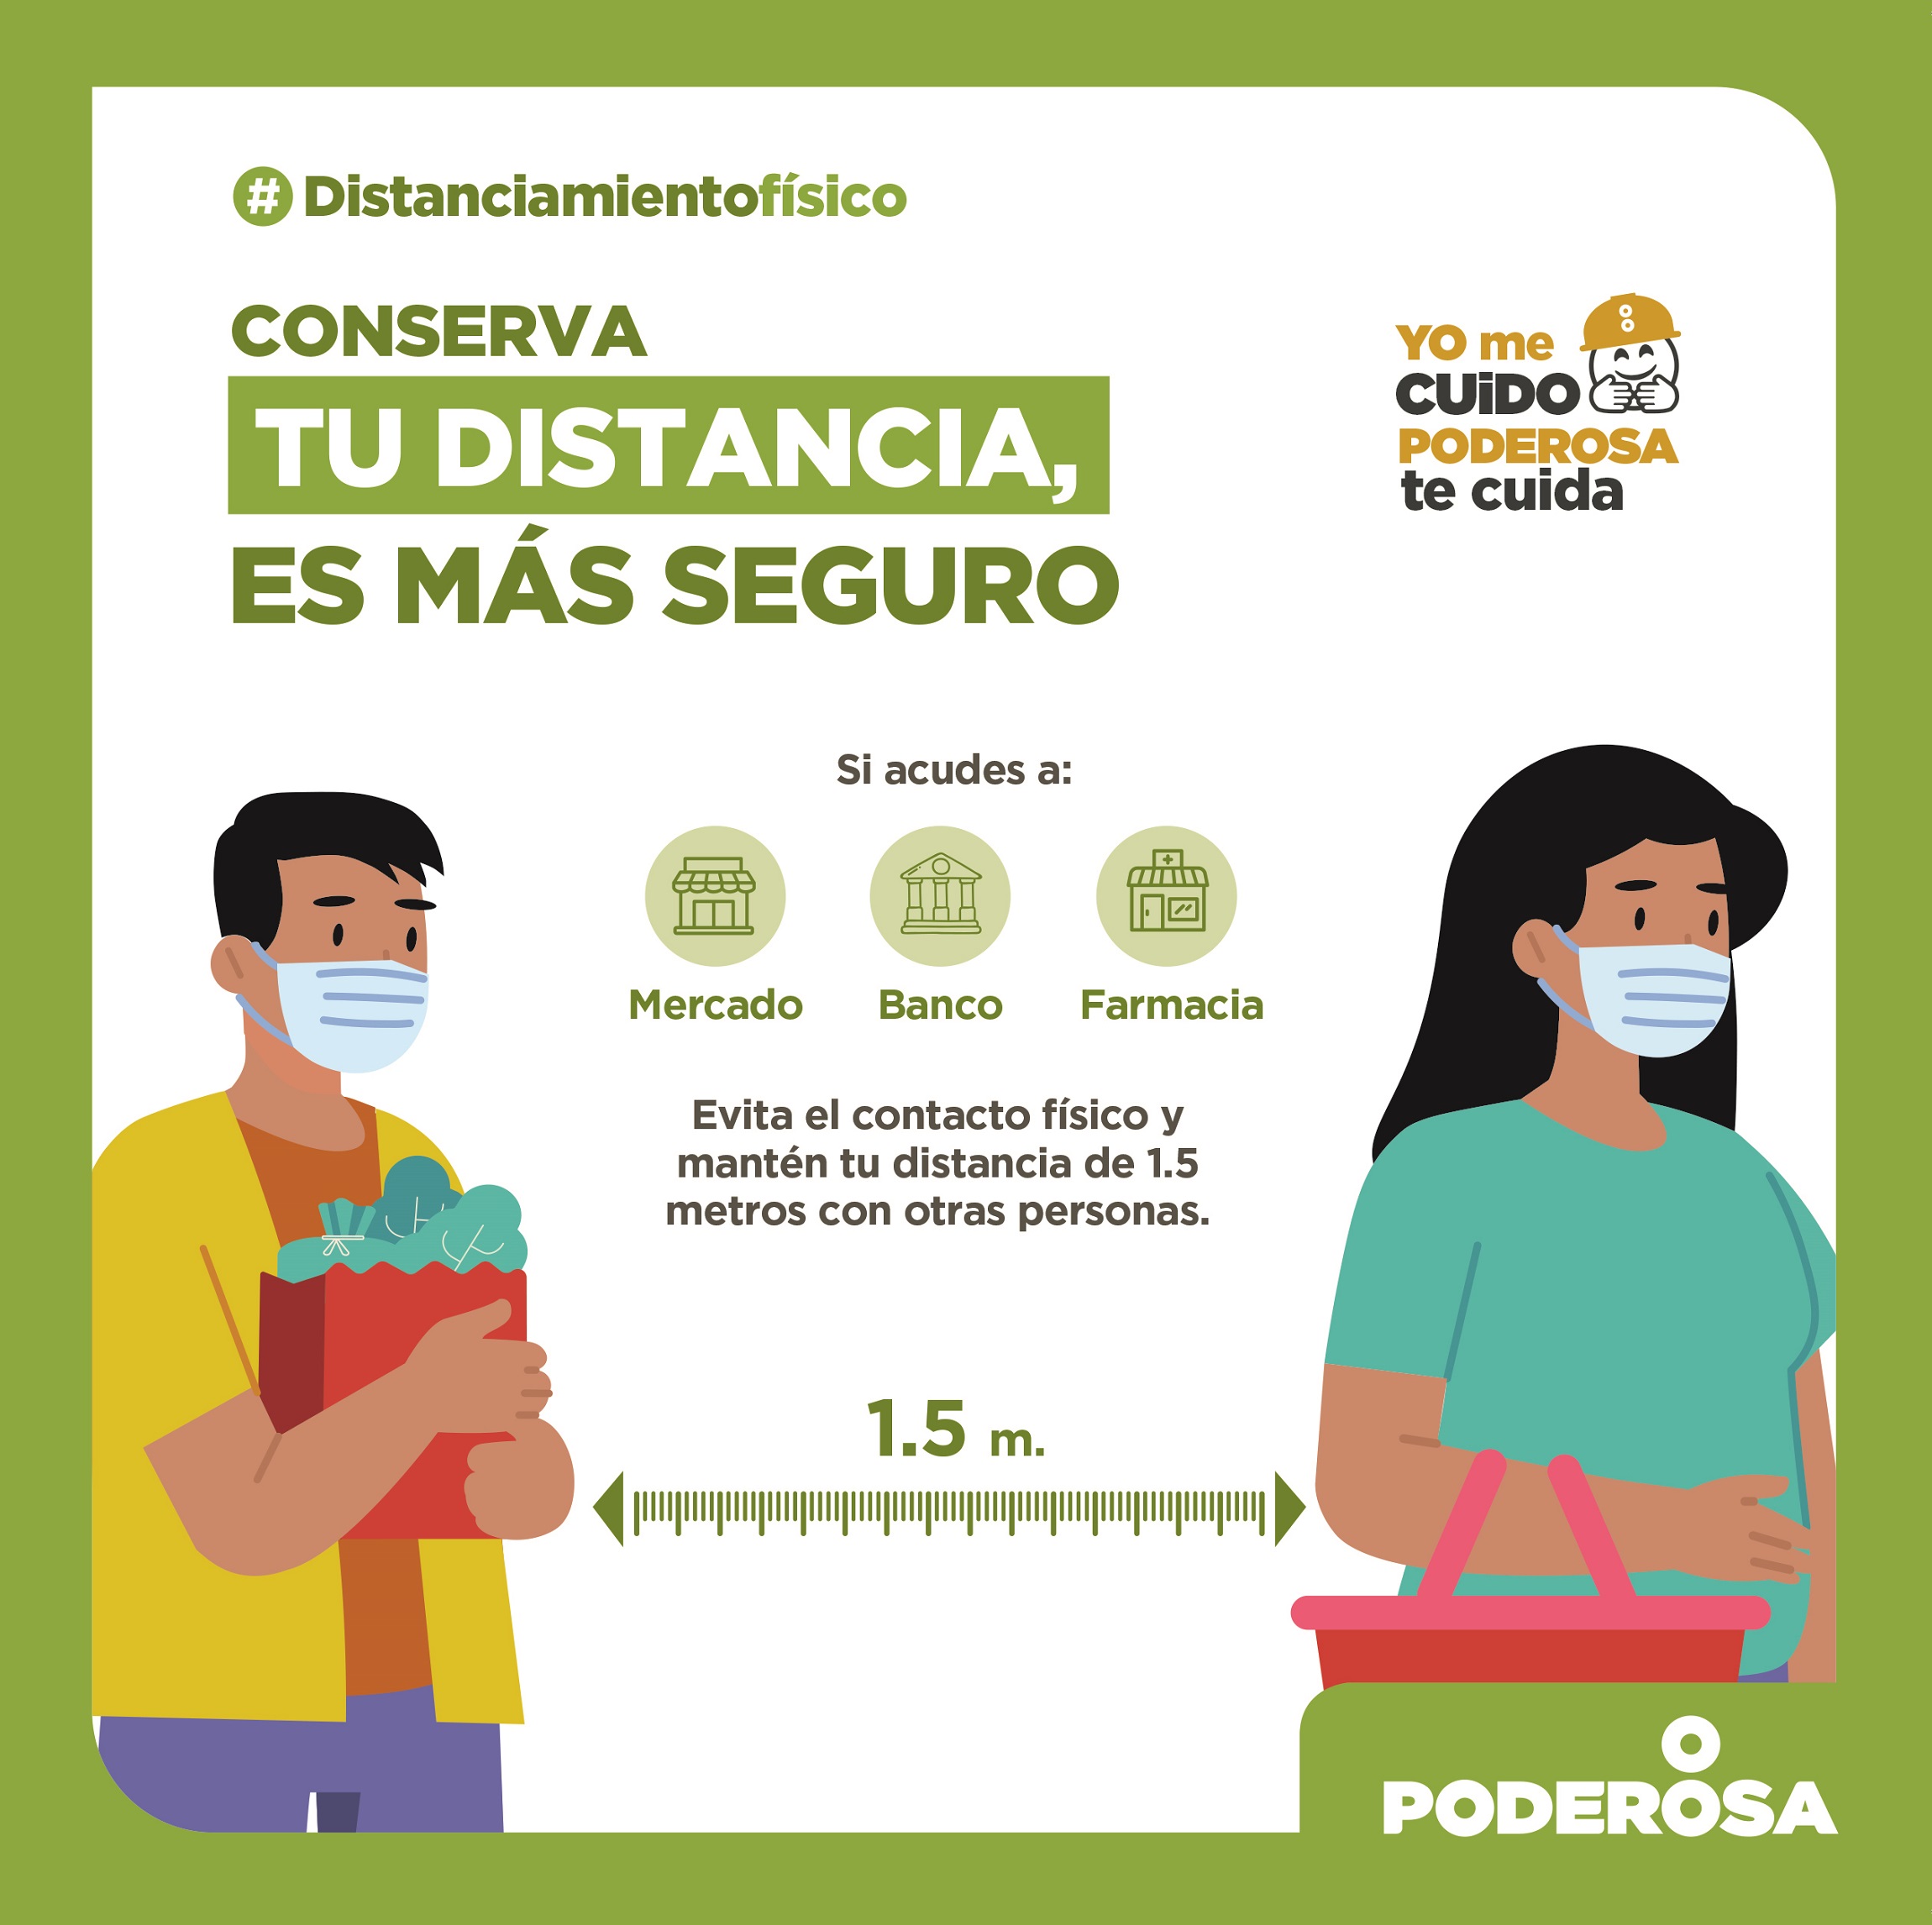 # Distanciamientofísico
CONSERVA
TU DISTANCIA,
ES MÁS SEGURO
YO me
CUiDO
PODEROSA
te cuida
Si acudes a:
Mercado Banco Farmacia
Evita el contacto físico y
mantén tu distancia de 1.5
metros con otras personas.
1.5 m.
PODEROSA